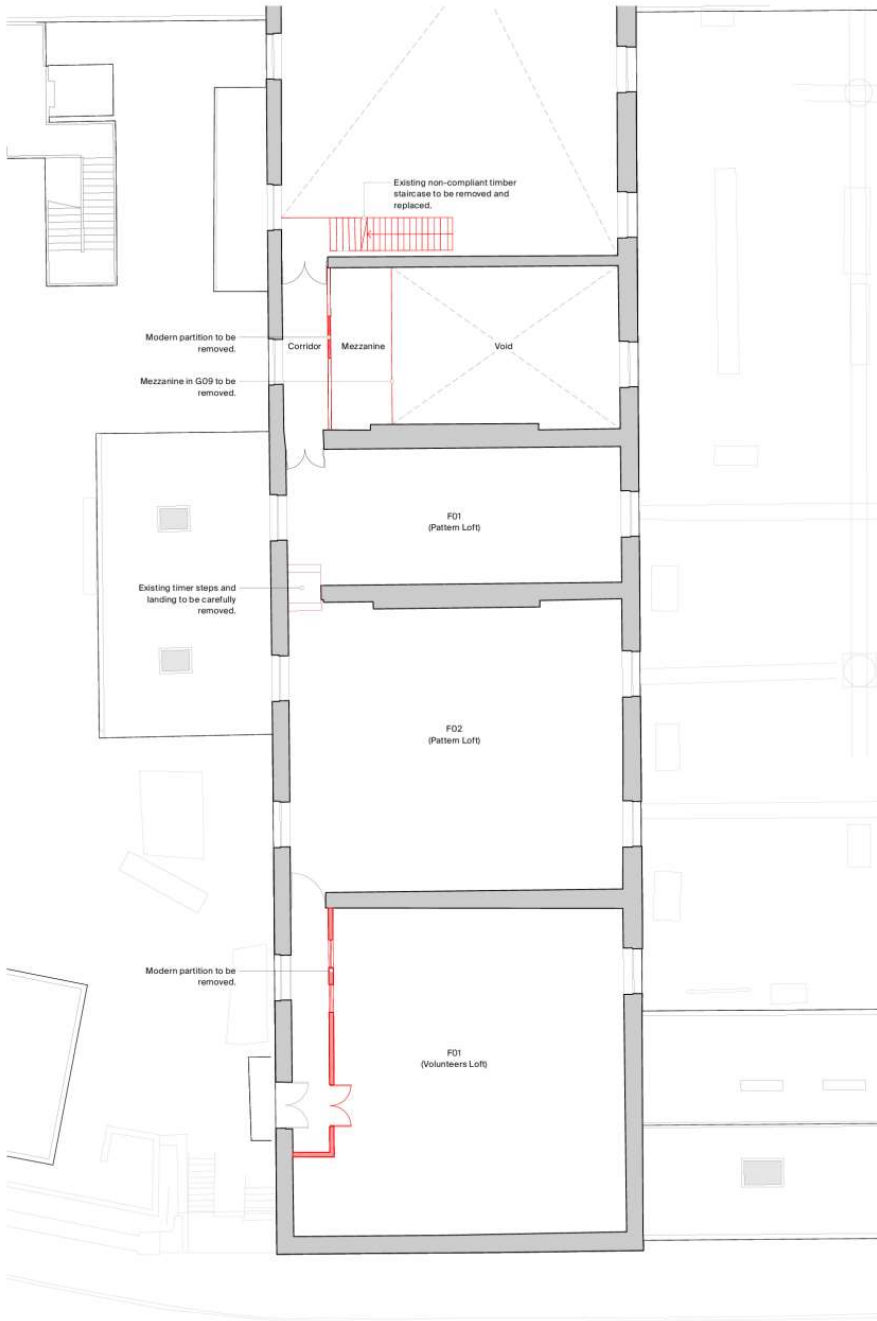 Existing non-compliant timber
staircase to be removed and
replaced.
Modern partition to be
removed.
Corridor
Mezzanine
Void
Mezzanine in G09 to be
removed.
F01
(Pattern Loft)
Existing timer steps and
landing to be carefully
removed.
F02
(Pattern Loft)
Modern partition to be
removed.
F01
(Volunteers Loft)